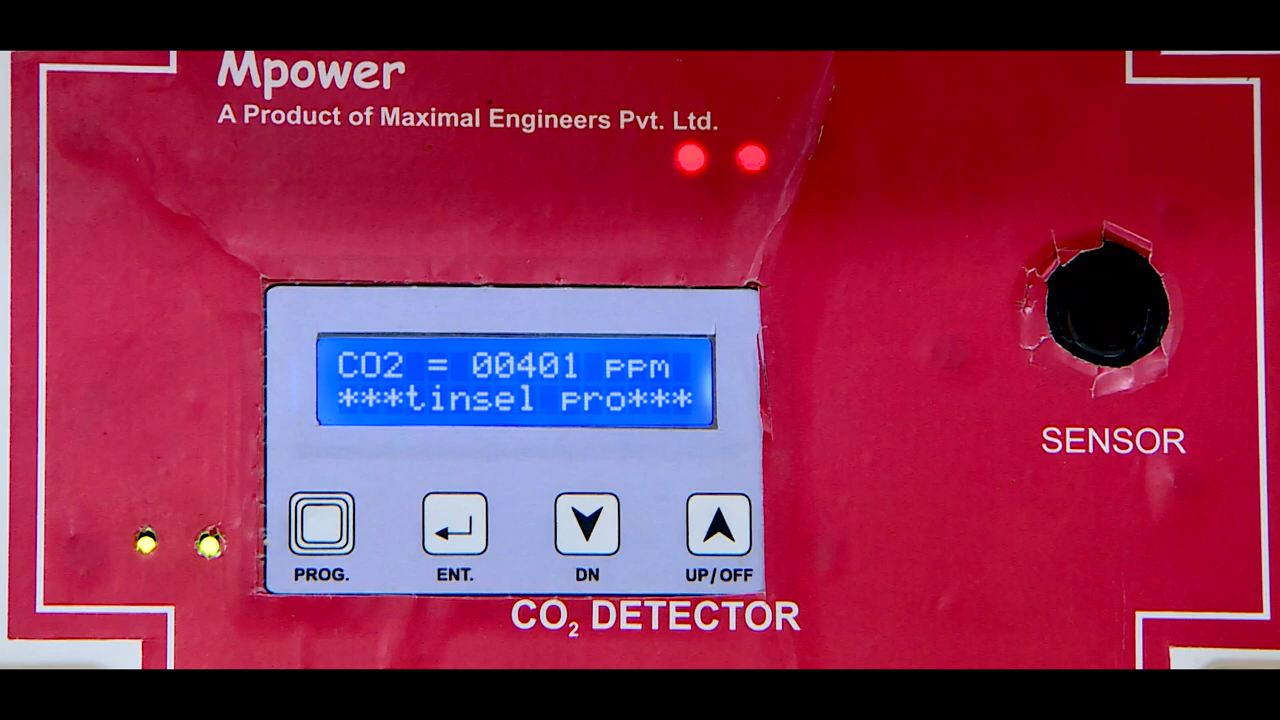 Mpower
A Product of Maximal Engineers Pvt. Ltd.
CO2 = 00401 ppm
***tinsel pro***
SENSOR
PROG. ENT. DN UP/OFF
CO₂ DETECTOR